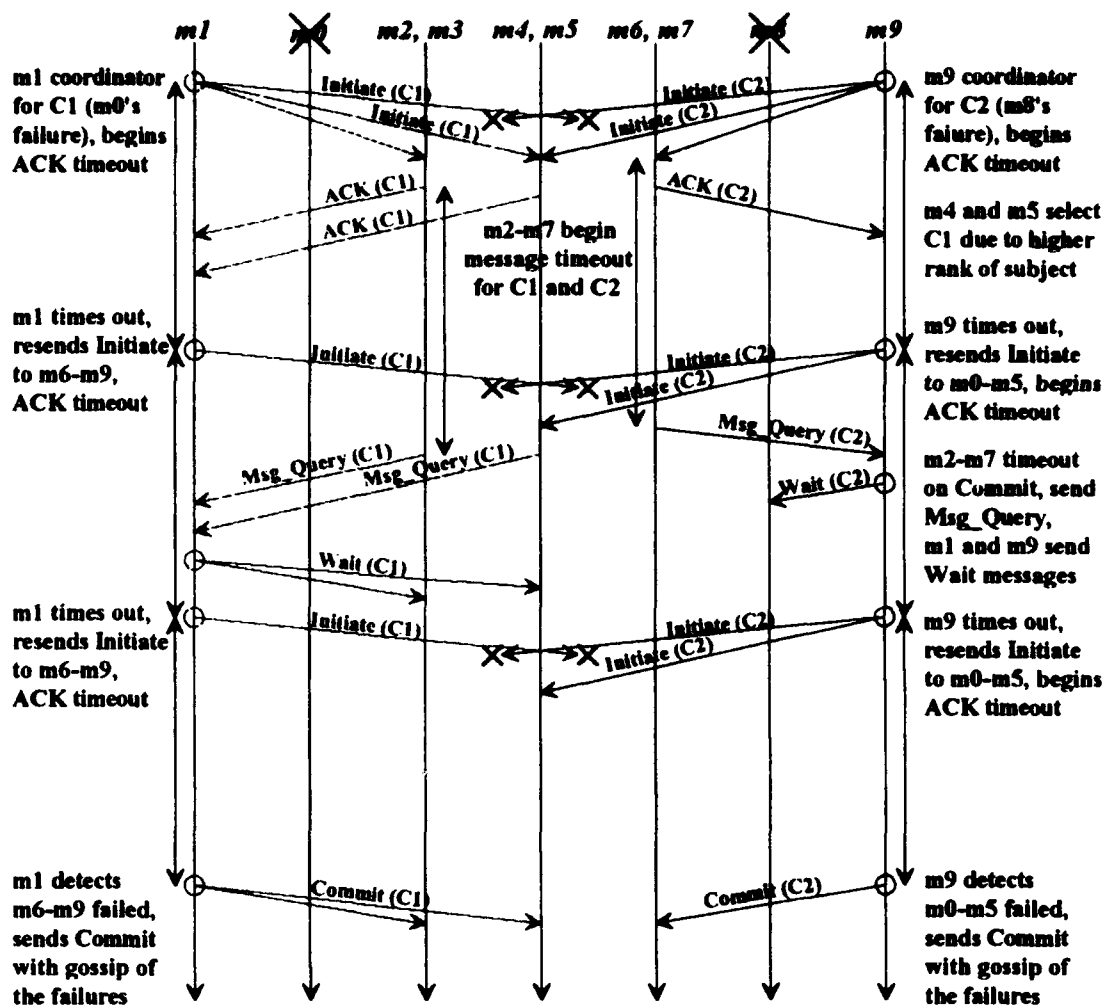 m1
m0
m2, m3
m4, m5
m6, m7
m8
m9
m1 coordinator
for C1 (m0's
failure), begins
ACK timeout
Initiate (C1)
Initiate (C1)
Initiate (C2)
Initiate (C2)
m9 coordinator
for C2 (m8's
faiure), begins
ACK timeout
ACK (C1)
ACK (C1)
ACK (C2)
m2-m7 begin
message timeout
for C1 and C2
m4 and m5 select
C1 due to higher
rank of subject
m1 times out,
resends Initiate
to m6-m9,
ACK timeout
Initiate (C1)
Initiate (C2)
Initiate (C2)
m9 times out,
resends Initiate
to m0-m5, begins
ACK timeout
Msg_Query (C1)
Msg_Query (C1)
Msg_Query (C2)
Wait (C2)
m2-m7 timeout
on Commit, send
Msg_Query,
m1 and m9 send
Wait messages
Wait (C1)
m1 times out,
resends Initiate
to m6-m9,
ACK timeout
Initiate (C1)
Initiate (C2)
Initiate (C2)
m9 times out,
resends Initiate
to m0-m5, begins
ACK timeout
m1 detects
m6-m9 failed,
sends Commit
with gossip of
the failures
Commit (C1)
Commit (C2)
m9 detects
m0-m5 failed,
sends Commit
with gossip of
the failures